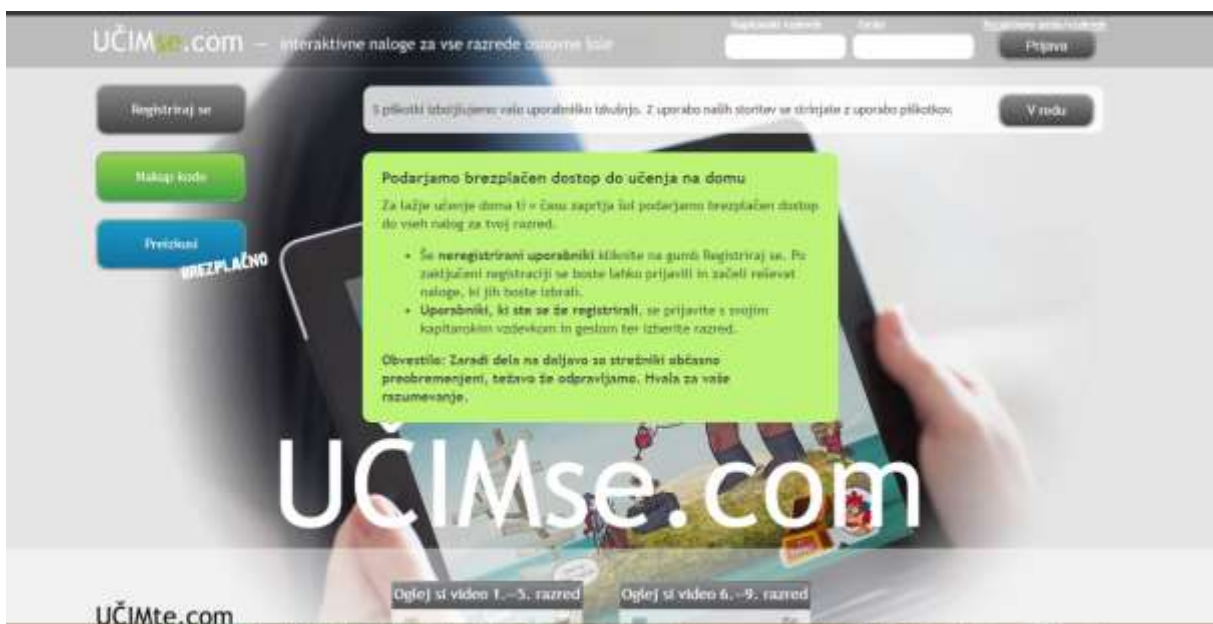 UČIMse.com – interaktivne naloge za vse razrede osnovne šole
Prijava
Registriraj se
S piškotki izboljšujemo vašo uporabniško izkušnjo. Z uporabo naših storitev se strinjate z uporabo piškotkov.
V redu
Nakup kode
Preizkusi
BREZPLAČNO
Podarjamo brezplačen dostop do učenja na domu
Za lažje učenje doma ti v času zaprtja šol podarjamo brezplačen dostop
do vseh nalog za tvoj razred.
• Še neregistrirani uporabniki kliknite na gumb Registriraj se. Po
zaključeni registraciji se boste lahko prijavili in začeli reševat
naloge, ki jih boste izbrali.
• Uporabniki, ki ste se že registrirali, se prijavite s svojim
kapitanskim vzdevkom in geslom ter izberite razred.
Obvestilo: Zaradi dela na daljavo so strežniki občasno
preobremenjeni, težavo že odpravljamo. Hvala za vaše
razumevanje.
UČIMse.com
Oglej si video 1.–5. razred
Oglej si video 6.–9. razred
UČIMte.com